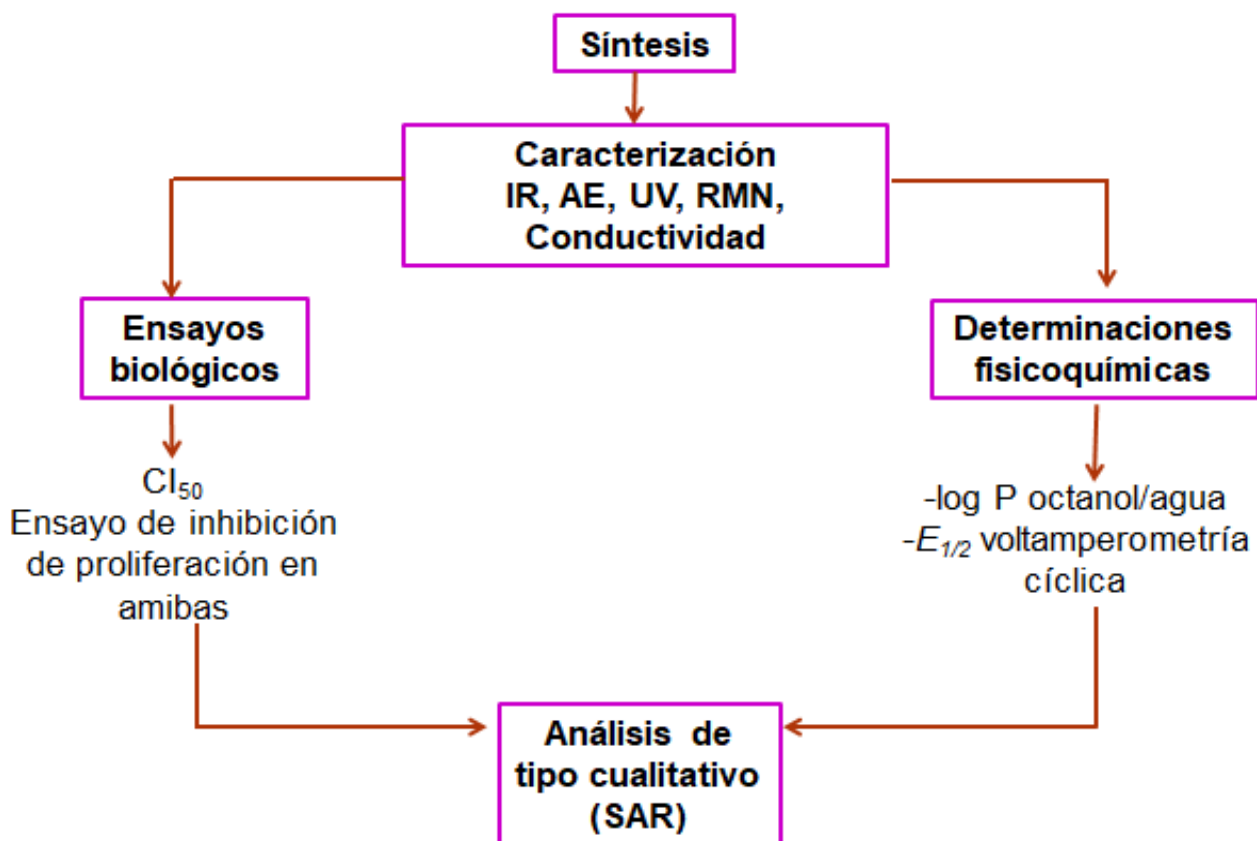 Síntesis
Caracterización
IR, AE, UV, RMN,
Conductividad
Ensayos
biológicos
Determinaciones
fisicoquímicas
CI50
Ensayo de inhibición
de proliferación en
amibas
-log P octanol/agua
-E1/2 voltamperometría
cíclica
Análisis de
tipo cualitativo
(SAR)